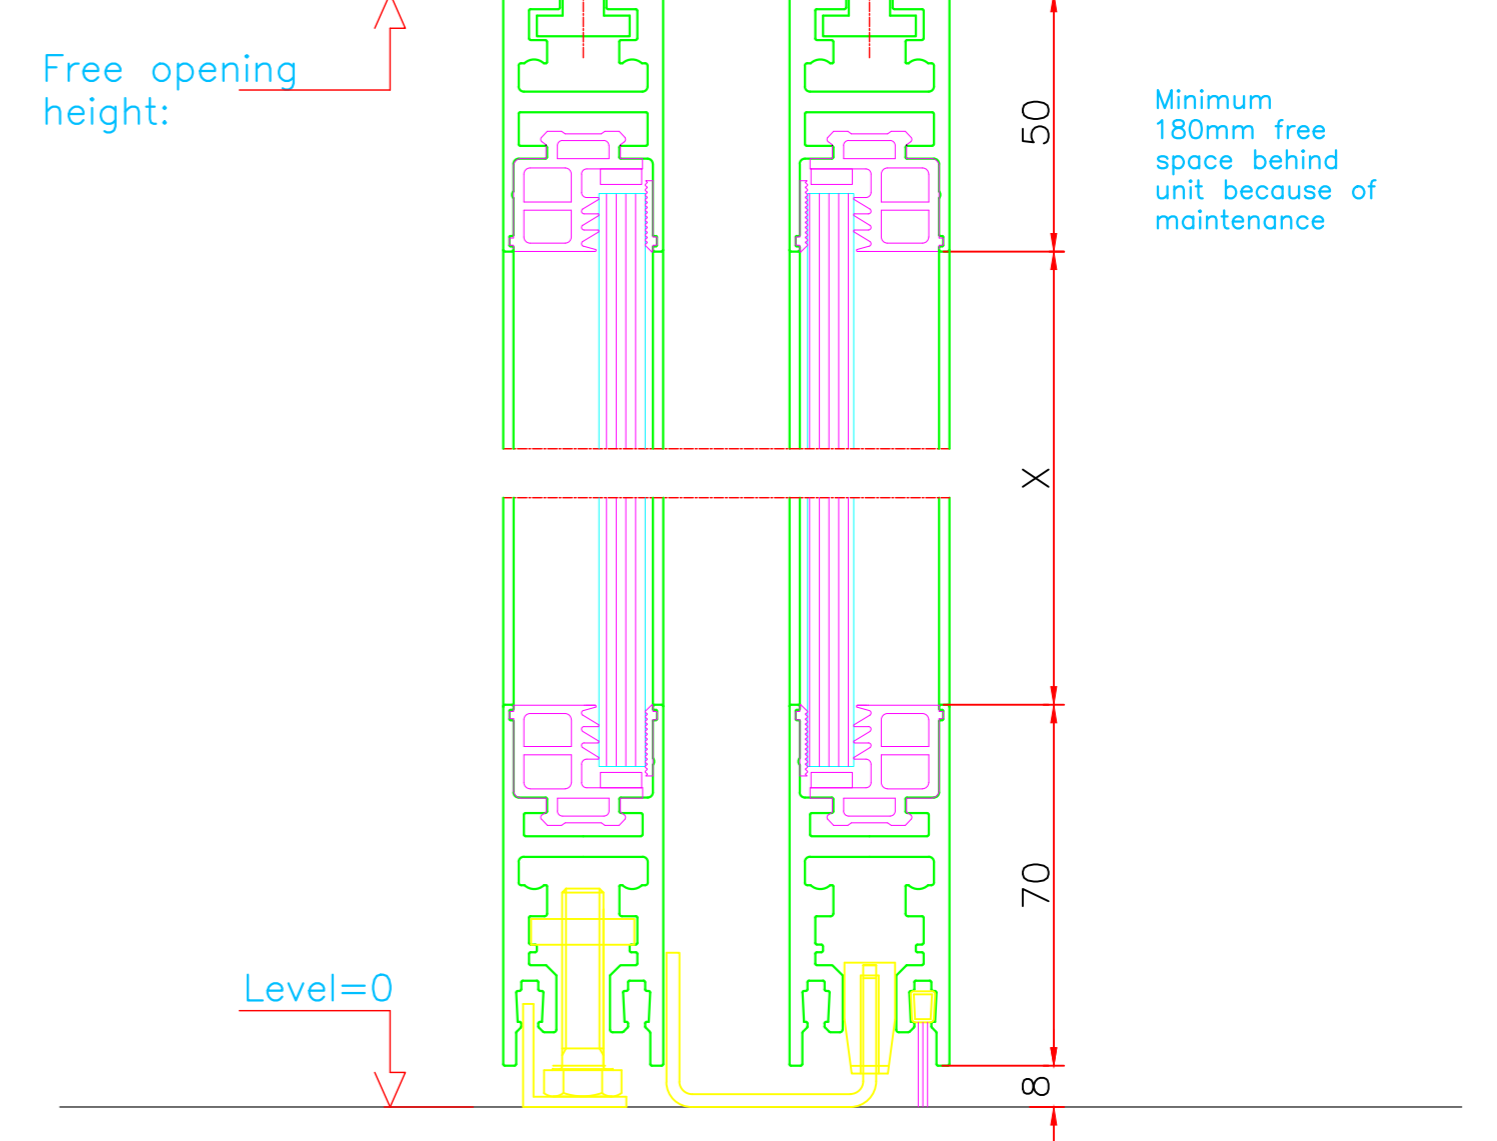 Free opening
height:
50
Minimum
180mm free
space behind
unit because of
maintenance
X
70
Level=0
8